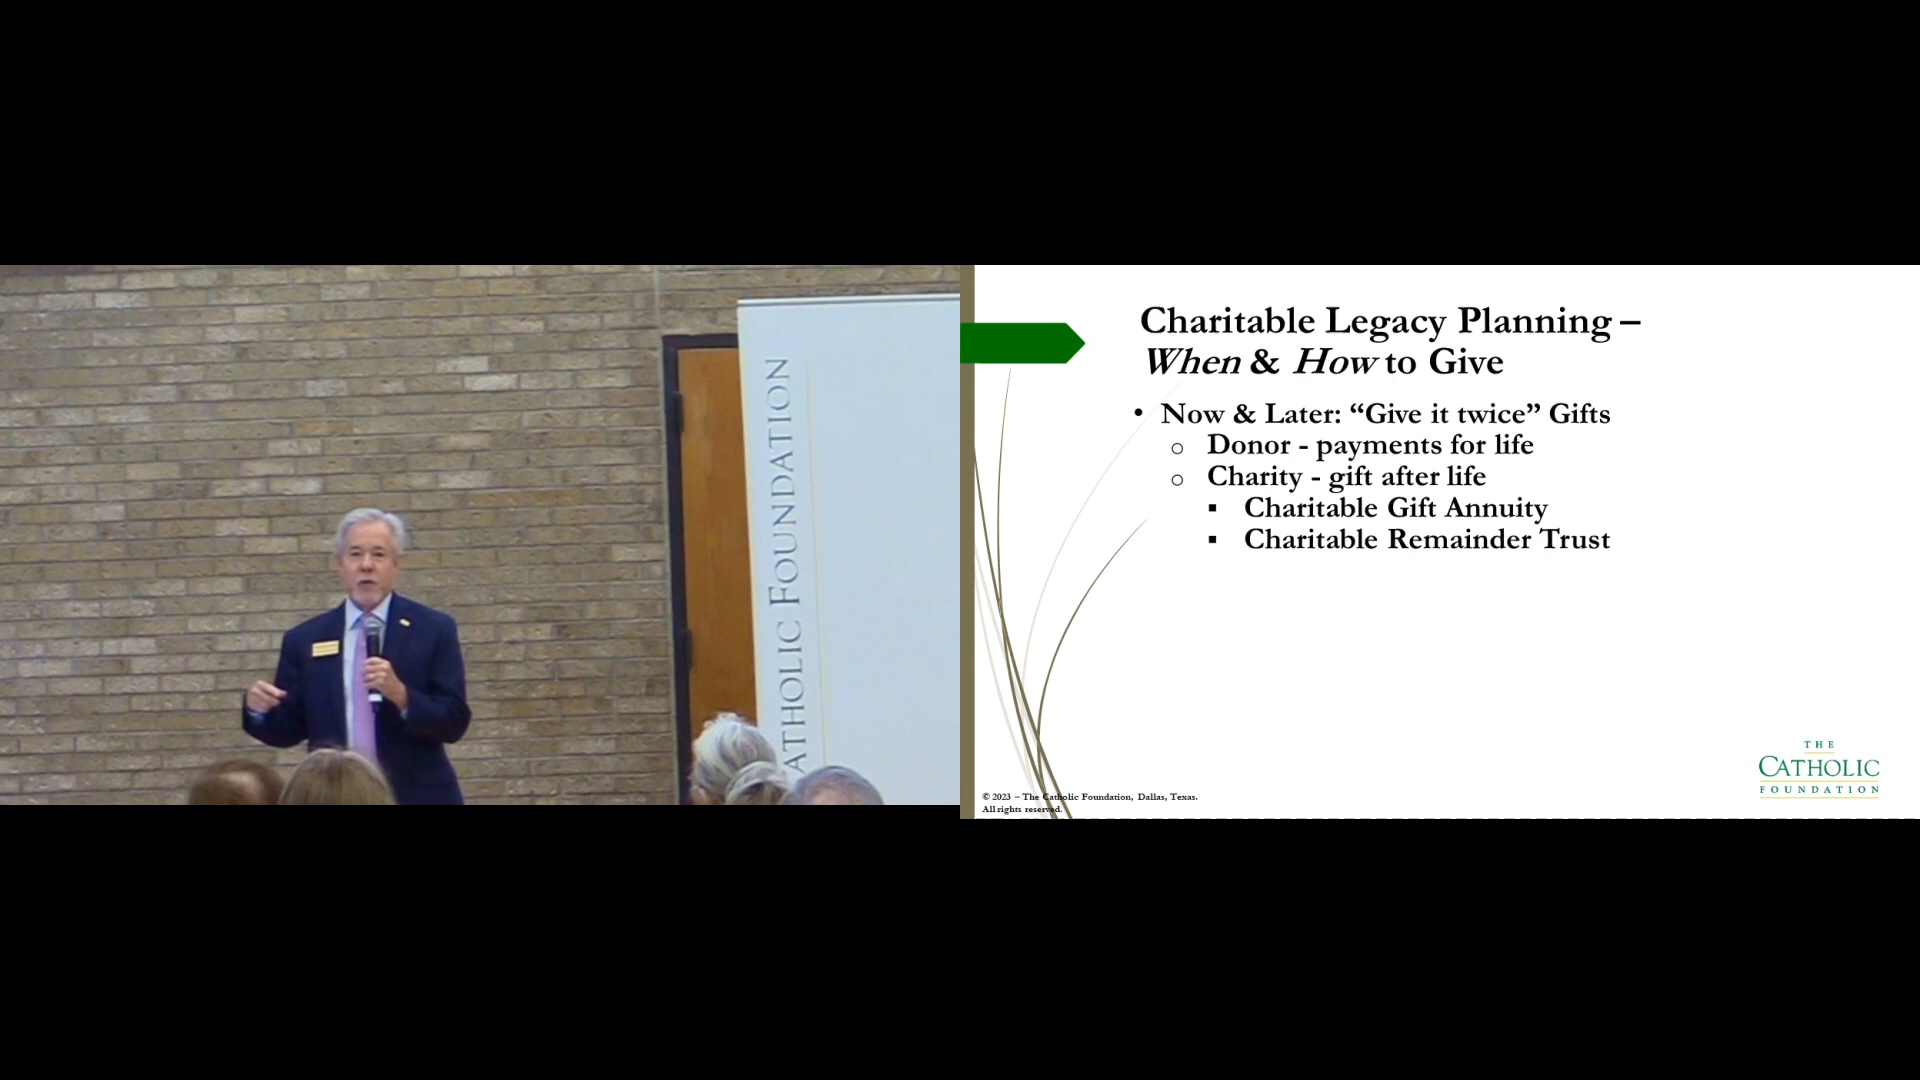 ATHOLIC FOUNDATION
Charitable Legacy Planning –
When & How to Give
• Now & Later: “Give it twice” Gifts
o Donor - payments for life
o Charity - gift after life
▪ Charitable Gift Annuity
▪ Charitable Remainder Trust
THE
CATHOLIC
FOUNDATION
© 2023 – The Catholic Foundation, Dallas, Texas.
All rights reserved.